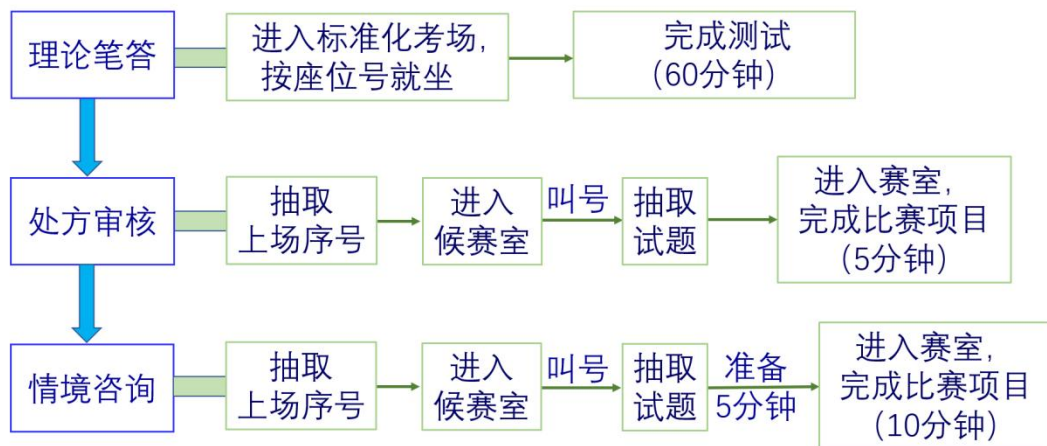 理论笔答
进入标准化考场，
按座位号就坐
完成测试
（60分钟）
处方审核
抽取
上场序号
进入
候赛室
叫号
抽取
试题
进入赛室，
完成比赛项目
（5分钟）
情境咨询
抽取
上场序号
进入
候赛室
叫号
抽取
试题
准备
5分钟
进入赛室，
完成比赛项目
（10分钟）